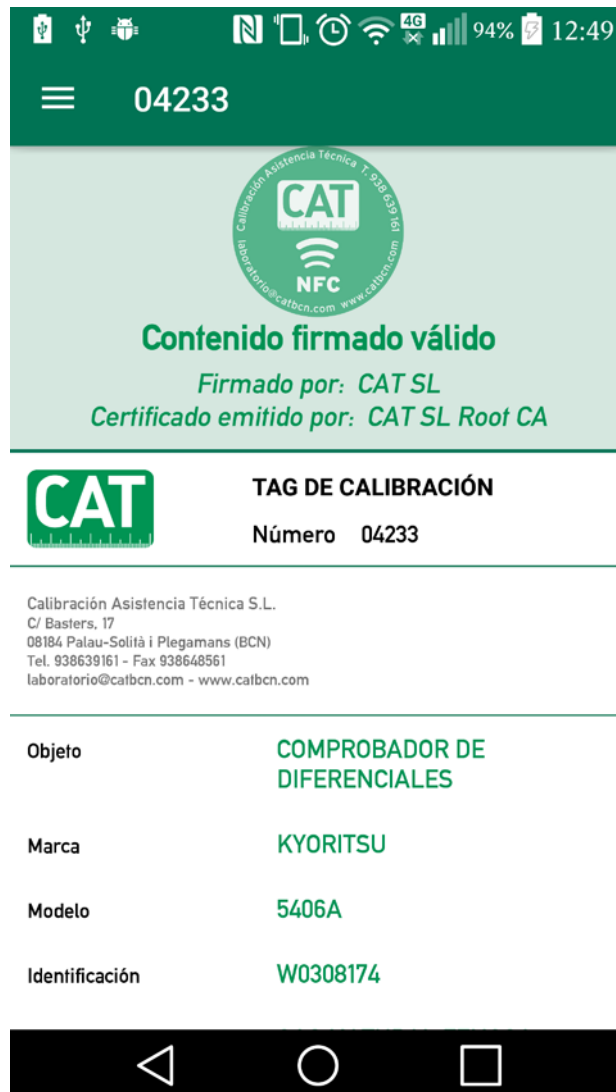 4G
94%
12:49
04233
Calibración Asistencia Técnica T. 938 639 161
CAT
NFC
laboratorio@catbcn.com www.catbcn.com
Contenido firmado válido
Firmado por: CAT SL
Certificado emitido por: CAT SL Root CA
CAT
TAG DE CALIBRACIÓN
Número 04233
Calibración Asistencia Técnica S.L.
C/ Basters, 17
08184 Palau-Solità i Plegamans (BCN)
Tel. 938639161 - Fax 938648561
laboratorio@catbcn.com - www.catbcn.com
Objeto COMPROBADOR DE
DIFERENCIALES
Marca KYORITSU
Modelo 5406A
Identificación W0308174